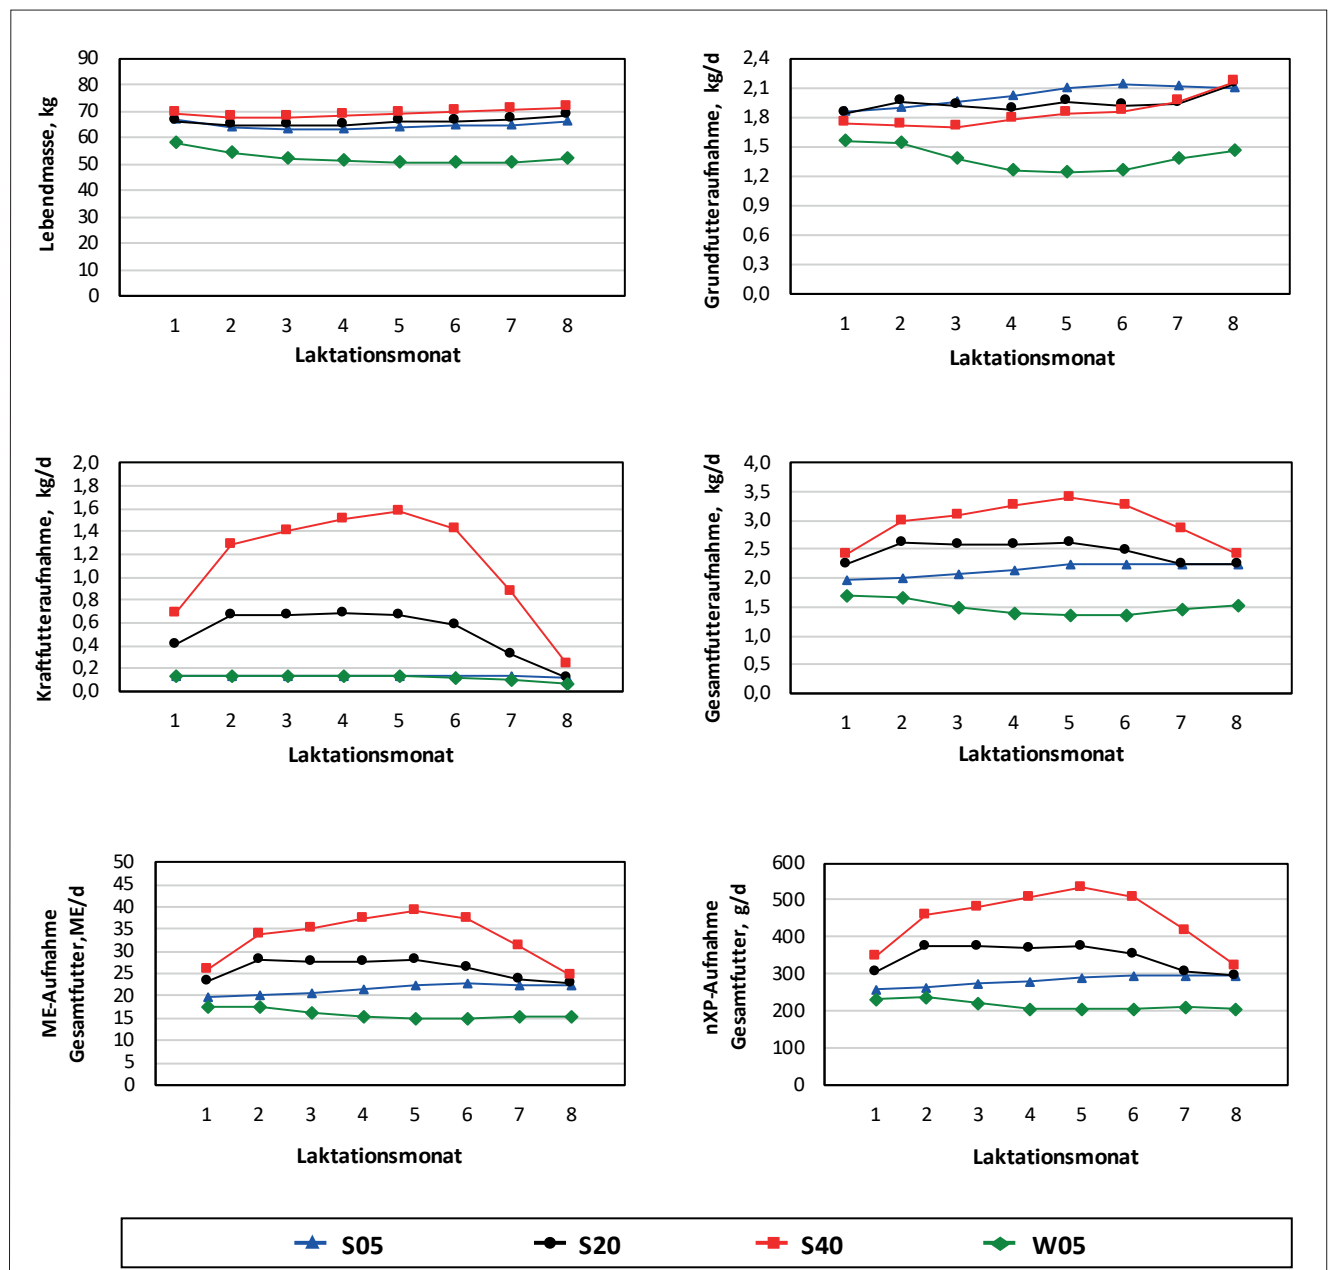 Lebendmasse, kg
90
80
70
60
50
40
30
20
10
0
1 2 3 4 5 6 7 8
Laktationsmonat
Grundfutteraufnahme, kg/d
2,4
2,1
1,8
1,5
1,2
0,9
0,6
0,3
0,0
1 2 3 4 5 6 7 8
Laktationsmonat
Kraftfutteraufnahme, kg/d
2,0
1,8
1,6
1,4
1,2
1,0
0,8
0,6
0,4
0,2
0,0
1 2 3 4 5 6 7 8
Laktationsmonat
Gesamtfutteraufnahme, kg/d
4,0
3,5
3,0
2,5
2,0
1,5
1,0
0,5
0,0
1 2 3 4 5 6 7 8
Laktationsmonat
ME-Aufnahme
Gesamtfutter,ME/d
50
45
40
35
30
25
20
15
10
5
0
1 2 3 4 5 6 7 8
Laktationsmonat
nXP-Aufnahme
Gesamtfutter, g/d
600
500
400
300
200
100
0
1 2 3 4 5 6 7 8
Laktationsmonat
S05 S20 S40 W05